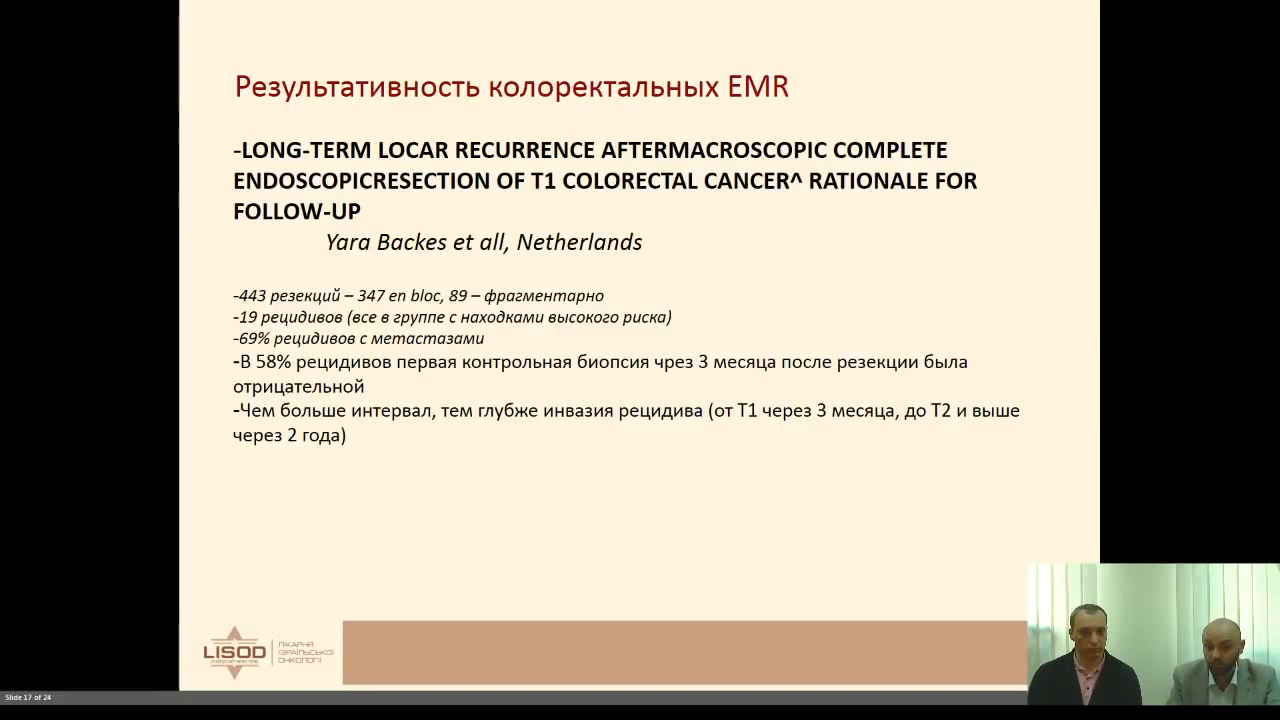 Результативность колоректальных EMR
-LONG-TERM LOCAR RECURRENCE AFTERMACROSCOPIC COMPLETE
ENDOSCOPICRESECTION OF T1 COLORECTAL CANCER^ RATIONALE FOR
FOLLOW-UP
Yara Backes et all, Netherlands
-443 резекций – 347 en bloc, 89 – фрагментарно
-19 рецидивов (все в группе с находками высокого риска)
-69% рецидивов с метастазами
-В 58% рецидивов первая контрольная биопсия чрез 3 месяца после резекции была
отрицательной
-Чем больше интервал, тем глубже инвазия рецидива (от Т1 через 3 месяца, до Т2 и выше
через 2 года)
LISOD
ЛІКАРНЯ
ІЗРАЇЛЬСЬКОЇ
ОНКОЛОГІЇ
Slide 17 of 24